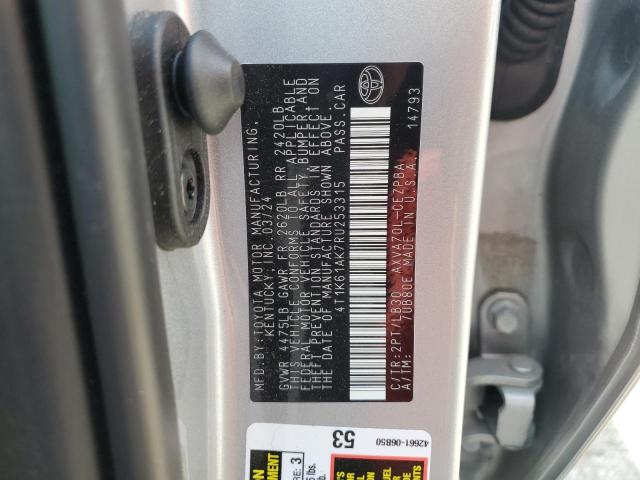 MFD.BY:TOYOTA MOTOR MANUFACTURING,
KENTUCKY, INC. 03/24
GVWR 4475LB GAWR FR 2620LB RR 2420LB
THIS VEHICLE CONFORMS TO ALL APPLICABLE
FEDERAL MOTOR VEHICLE SAFETY, BUMPER, AND
THEFT PREVENTION STANDARDS IN EFFECT ON
THE DATE OF MANUFACTURE SHOWN ABOVE.
4T1K61AK7RU253315 PASS.CAR
C/TR:2PT/LB30 AXVA70L-CEZPBA
A/TM: 70B80E MADE IN U.S.A. 14793
53
42661-06B50